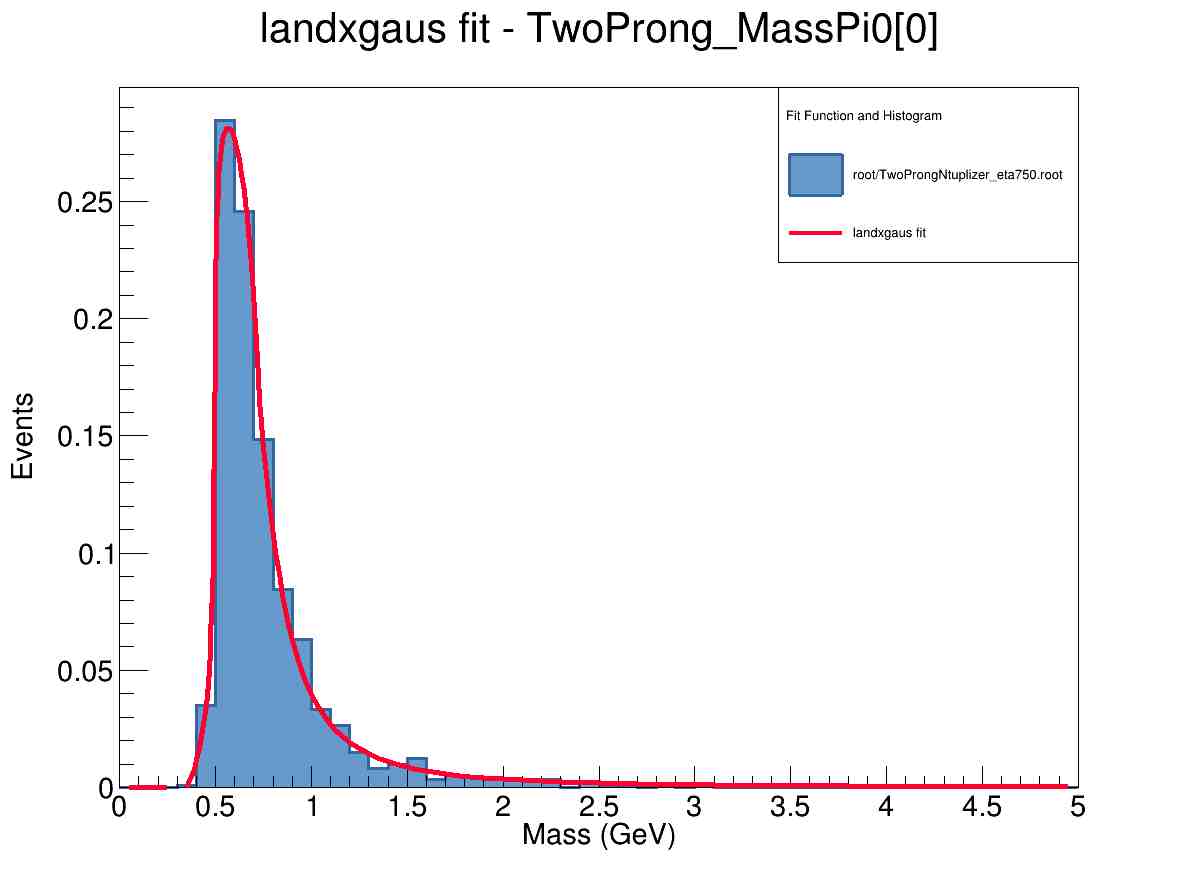 landxgaus fit - TwoProng_MassPi0[0]
Fit Function and Histogram
root/TwoProngNtuplizer_eta750.root
landxgaus fit
Events
0.25
0.2
0.15
0.1
0.05
0
0 0.5 1 1.5 2 2.5 3 3.5 4 4.5 5
Mass (GeV)